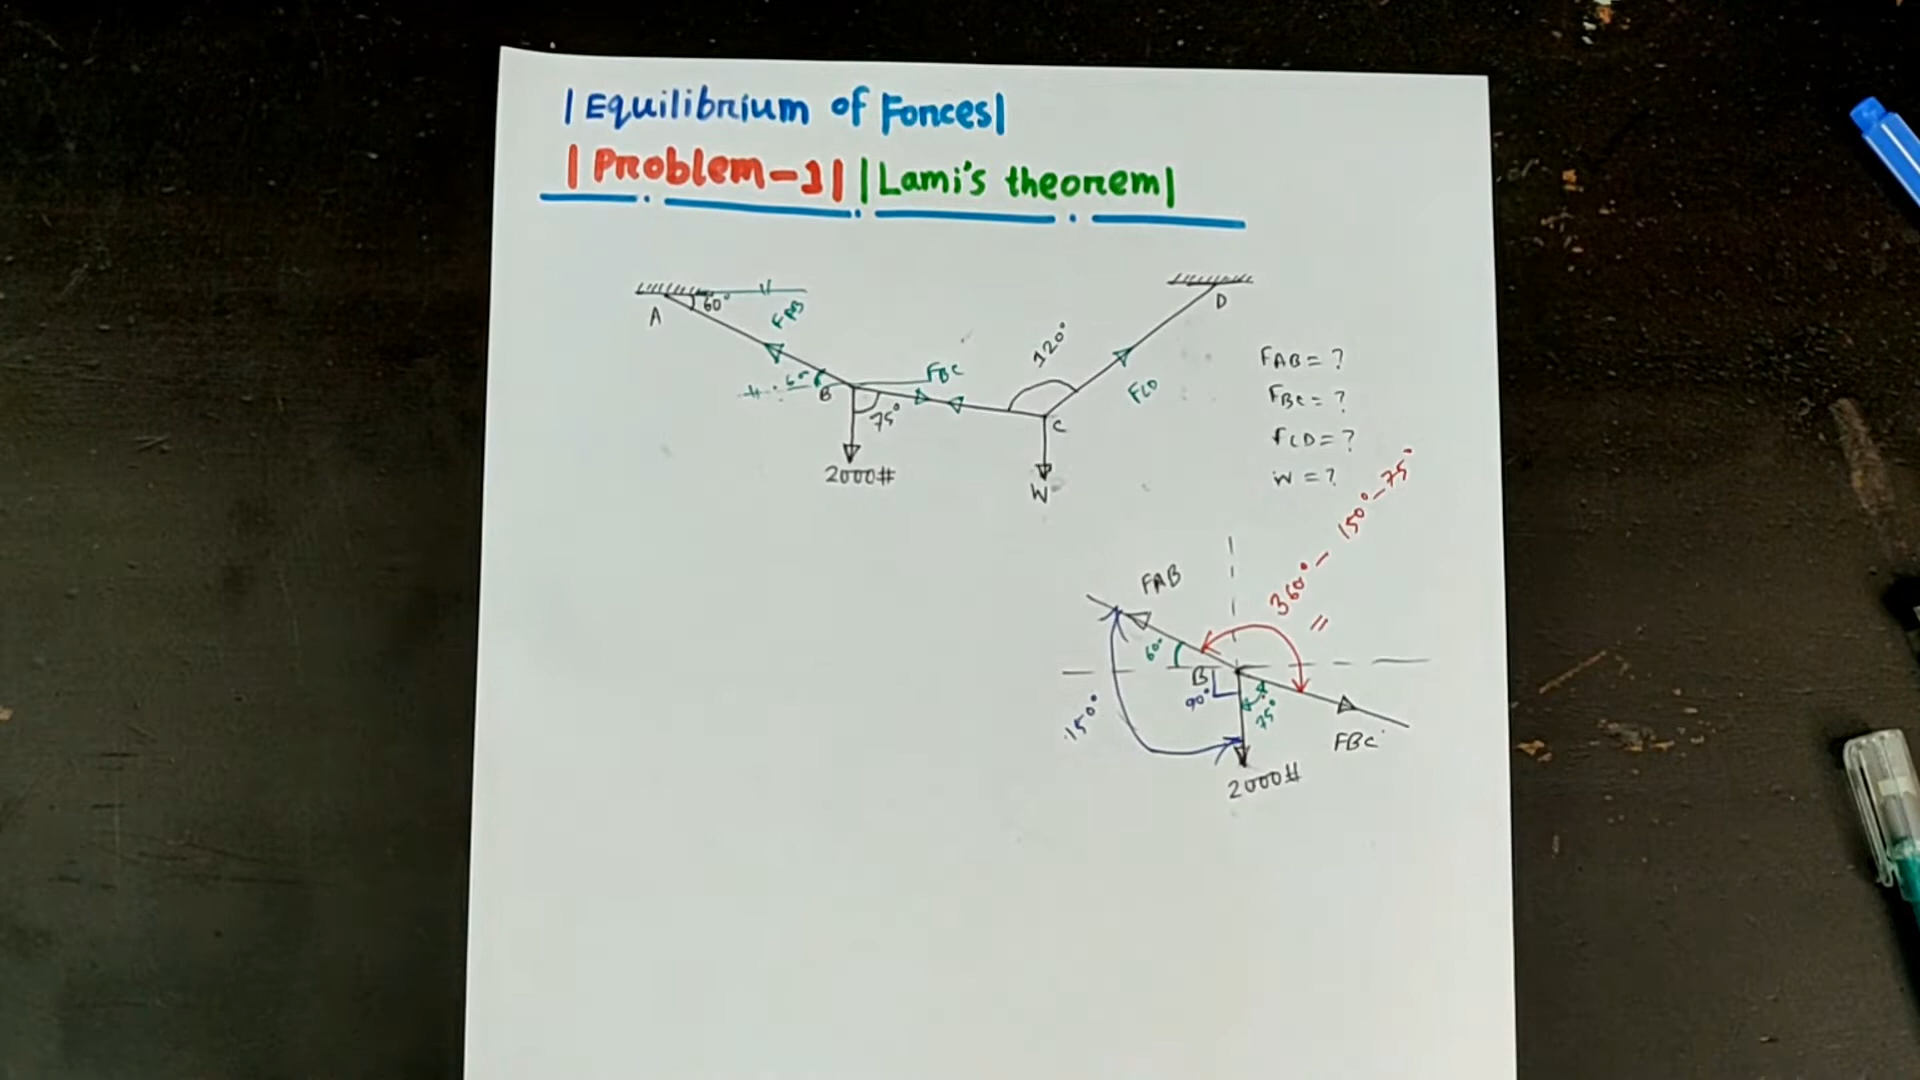 |Equilibrium of Forces|
|Problem-1| |Lami's theorem|
A
60°
FAB
D
60°
B
FBC
75°
120°
C
FCD
2000#
W
FAB = ?
FBC = ?
FCD = ?
W = ?
360° - 150° - 75°
=
FAB
60°
B
90°
75°
150°
FBC
2000#